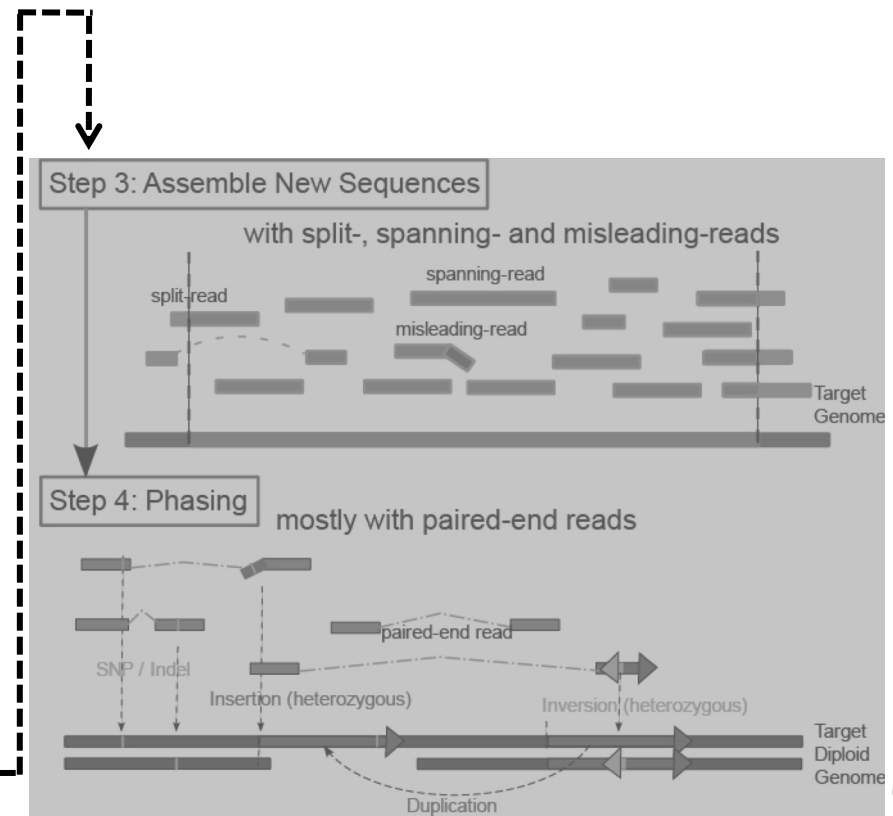 Step 3: Assemble New Sequences
with split-, spanning- and misleading-reads
spanning-read
split-read
misleading-read
Target
Genome
Step 4: Phasing
mostly with paired-end reads
paired-end read
SNP / Indel
Insertion (heterozygous)
Inversion (heterozygous)
Target
Diploid
Genome
Duplication